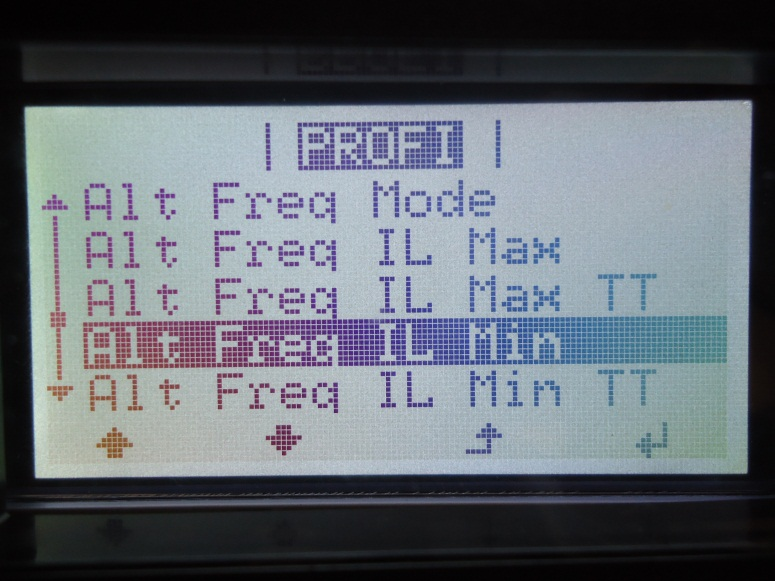 | PROFI |
Alt Freq Mode
Alt Freq IL Max
Alt Freq IL Max TT
Alt Freq IL Min
Alt Freq IL Min TT